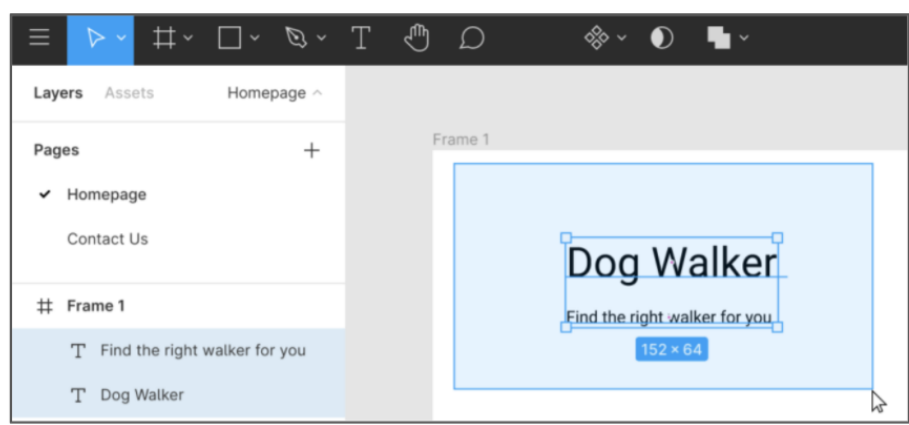 Layers Assets Homepage
Pages
Homepage
Contact Us
Frame 1
Find the right walker for you
Dog Walker
Frame 1
Dog Walker
Find the right walker for you
152 × 64